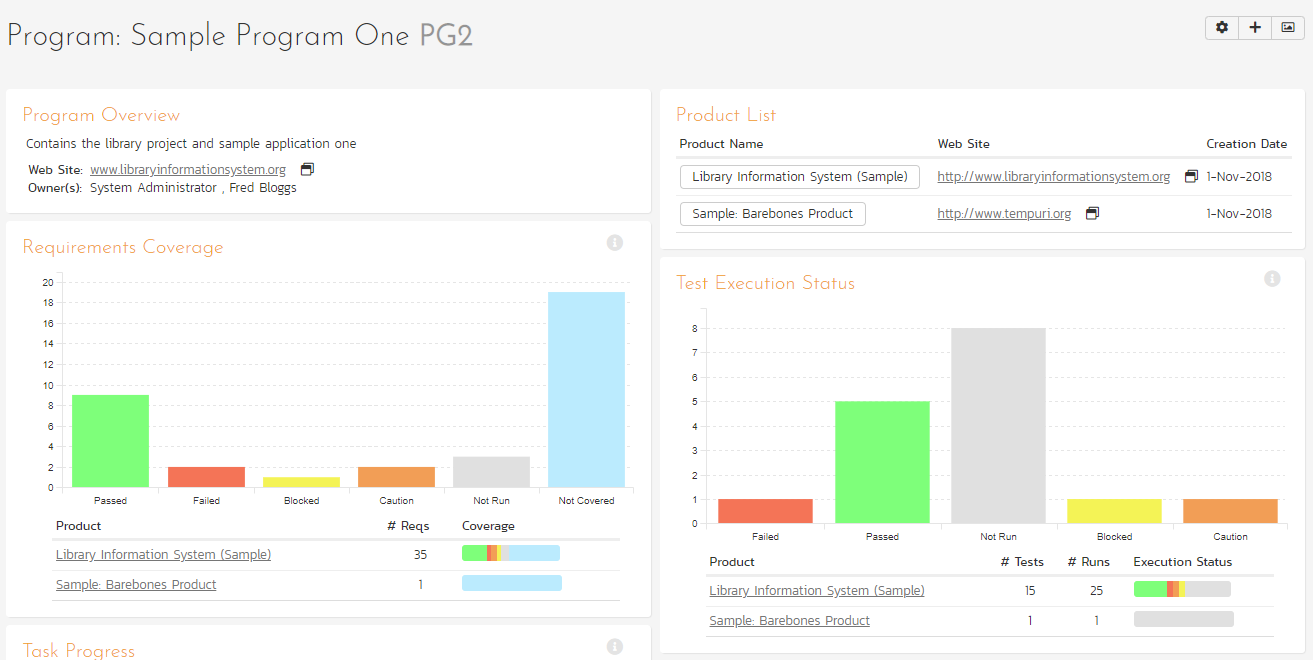 Program: Sample Program One PG2
Program Overview
Contains the library project and sample application one
Web Site: www.libraryinformationsystem.org
Owner(s): System Administrator , Fred Bloggs
Requirements Coverage
20
18
16
14
12
10
8
6
4
2
0
Passed Failed Blocked Caution Not Run Not Covered
Product # Reqs Coverage
Library Information System (Sample) 35
Sample: Barebones Product 1
Task Progress
Product List
Product Name Web Site Creation Date
Library Information System (Sample) http://www.libraryinformationsystem.org 1-Nov-2018
Sample: Barebones Product http://www.tempuri.org 1-Nov-2018
Test Execution Status
8
7
6
5
4
3
2
1
0
Failed Passed Not Run Blocked Caution
Product # Tests # Runs Execution Status
Library Information System (Sample) 15 25
Sample: Barebones Product 1 1